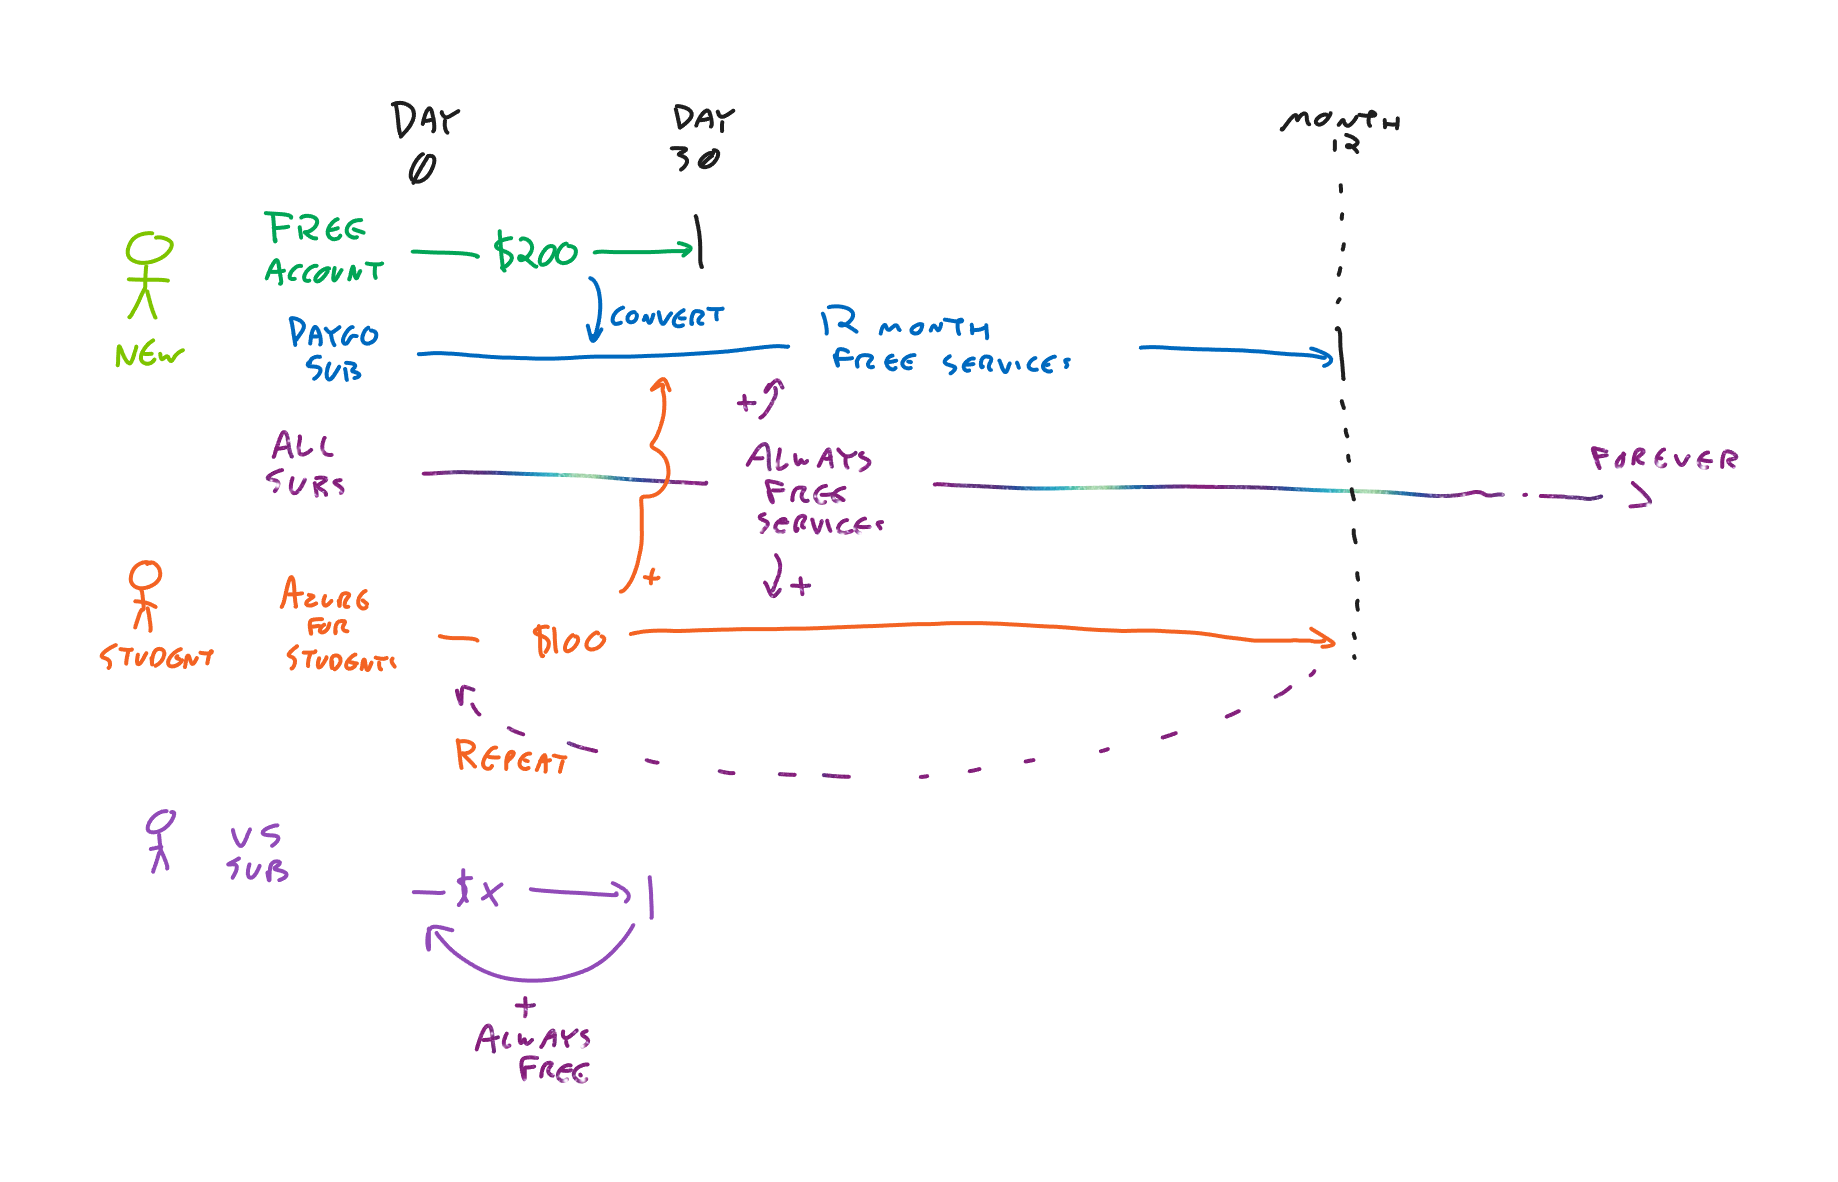 DAY
0
DAY
30
MONTH
12
FREE
ACCOUNT
$200
NEW
CONVERT
PAYGO
SUB
12 MONTH
FREE SERVICES
+
ALL
SUBS
ALWAYS
FREE
SERVICES
FOREVER
+
+
STUDENT
AZURE
FOR
STUDENTS
$100
REPEAT
VS
SUB
$X
+
ALWAYS
FREE